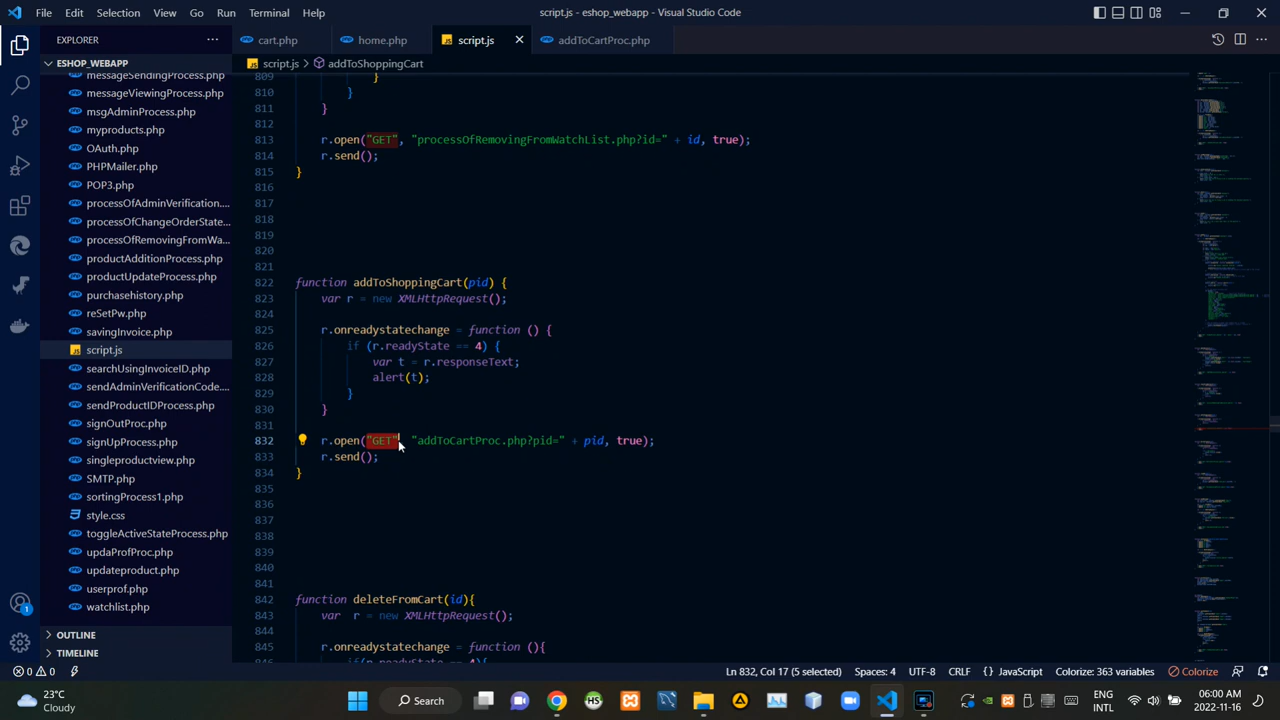 File Edit Selection View Go Run Terminal Help
script.js - eshop_webapp - Visual Studio Code
EXPLORER
cart.php
home.php
script.js
addToCartProc.php
ESHOP_WEBAPP
script.js > addToShoppingCart
messageSendingProcess.php
messageViewingProcess.php
msgAdminProcess.php
myproducts.php
OAuth.php
PHPMailer.php
POP3.php
processOfAdminVerification....
processOfChangeOrderState...
processOfRemovingFromWa...
productAdditionProcess.php
productUpdateProcess.php
purchasehistory.php
reSetPw.php
savingInvoice.php
script.js
sendProductIDProcess.php
sendAdminVerificationCode....
signOutProc.php
signUpProcess.php
singleproductview.php
SMTP.php
sortingProcess1.php
style.css
toggleActiveStateProcess.php
updaProfProc.php
updateproduct.php
userprof.php
watchlist.php
OUTLINE
TIMELINE
809 }
810 }
811 }
812
813 r.open("GET", "processOfRemovingFromWatchList.php?id=" + id, true);
814 r.send();
815 }
816
817
818
819
820
821
822 function addToShoppingCart(pid) {
823 var r = new XMLHttpRequest();
824
825 r.onreadystatechange = function () {
826 if (r.readyState == 4) {
827 var t = r.responseText;
828 alert(t);
829 }
830 }
831
832 r.open("GET", "addToCartProc.php?pid=" + pid, true);
833 r.send();
834 }
835
836
837
838
839
840
841
842 function deleteFromCart(id){
843 var r = new XMLHttpRequest();
844
845 r.onreadystatechange = function (){
846 if(r.readyState == 4){
0 0
Ln 832, Col 17 (5 selected) Spaces: 4 UTF-8 CRLF {} JavaScript Colorize: 363 variables Colorize
1
23°C
Cloudy
Search
HS
ENG
INTL
06:00 AM
2022-11-16